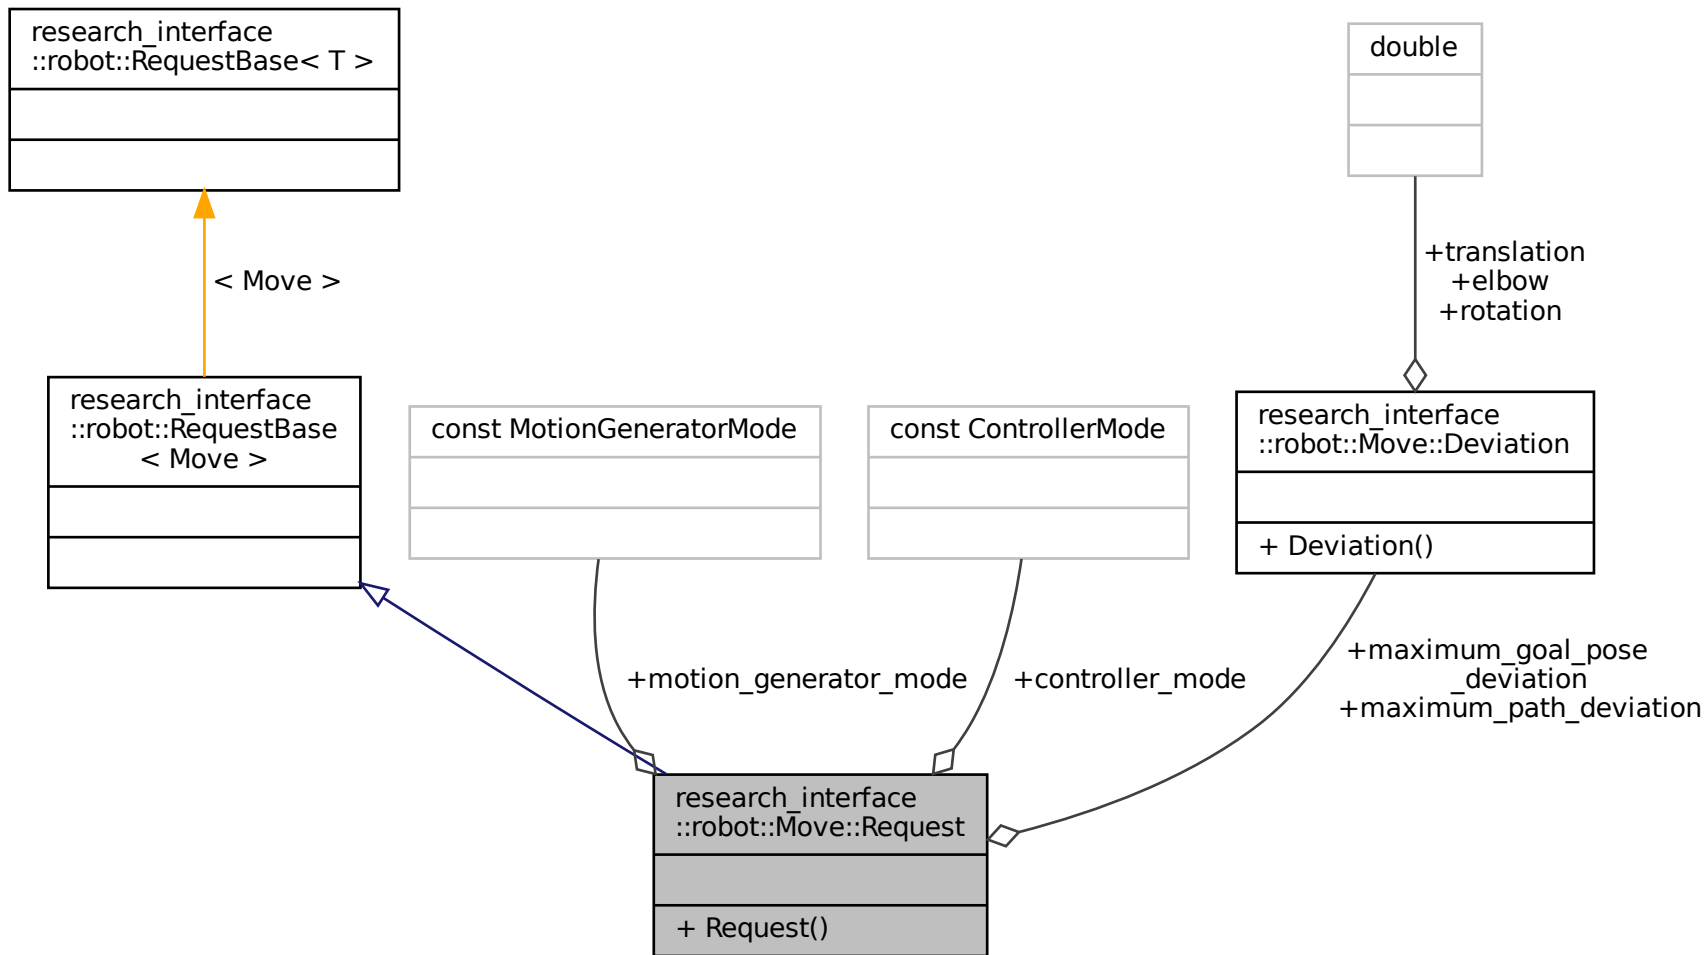 research_interface
::robot::RequestBase< T >
double
+translation
+elbow
+rotation
< Move >
research_interface
::robot::RequestBase
< Move >
const MotionGeneratorMode
const ControllerMode
research_interface
::robot::Move::Deviation
+ Deviation()
+motion_generator_mode
+controller_mode
+maximum_goal_pose
_deviation
+maximum_path_deviation
research_interface
::robot::Move::Request
+ Request()